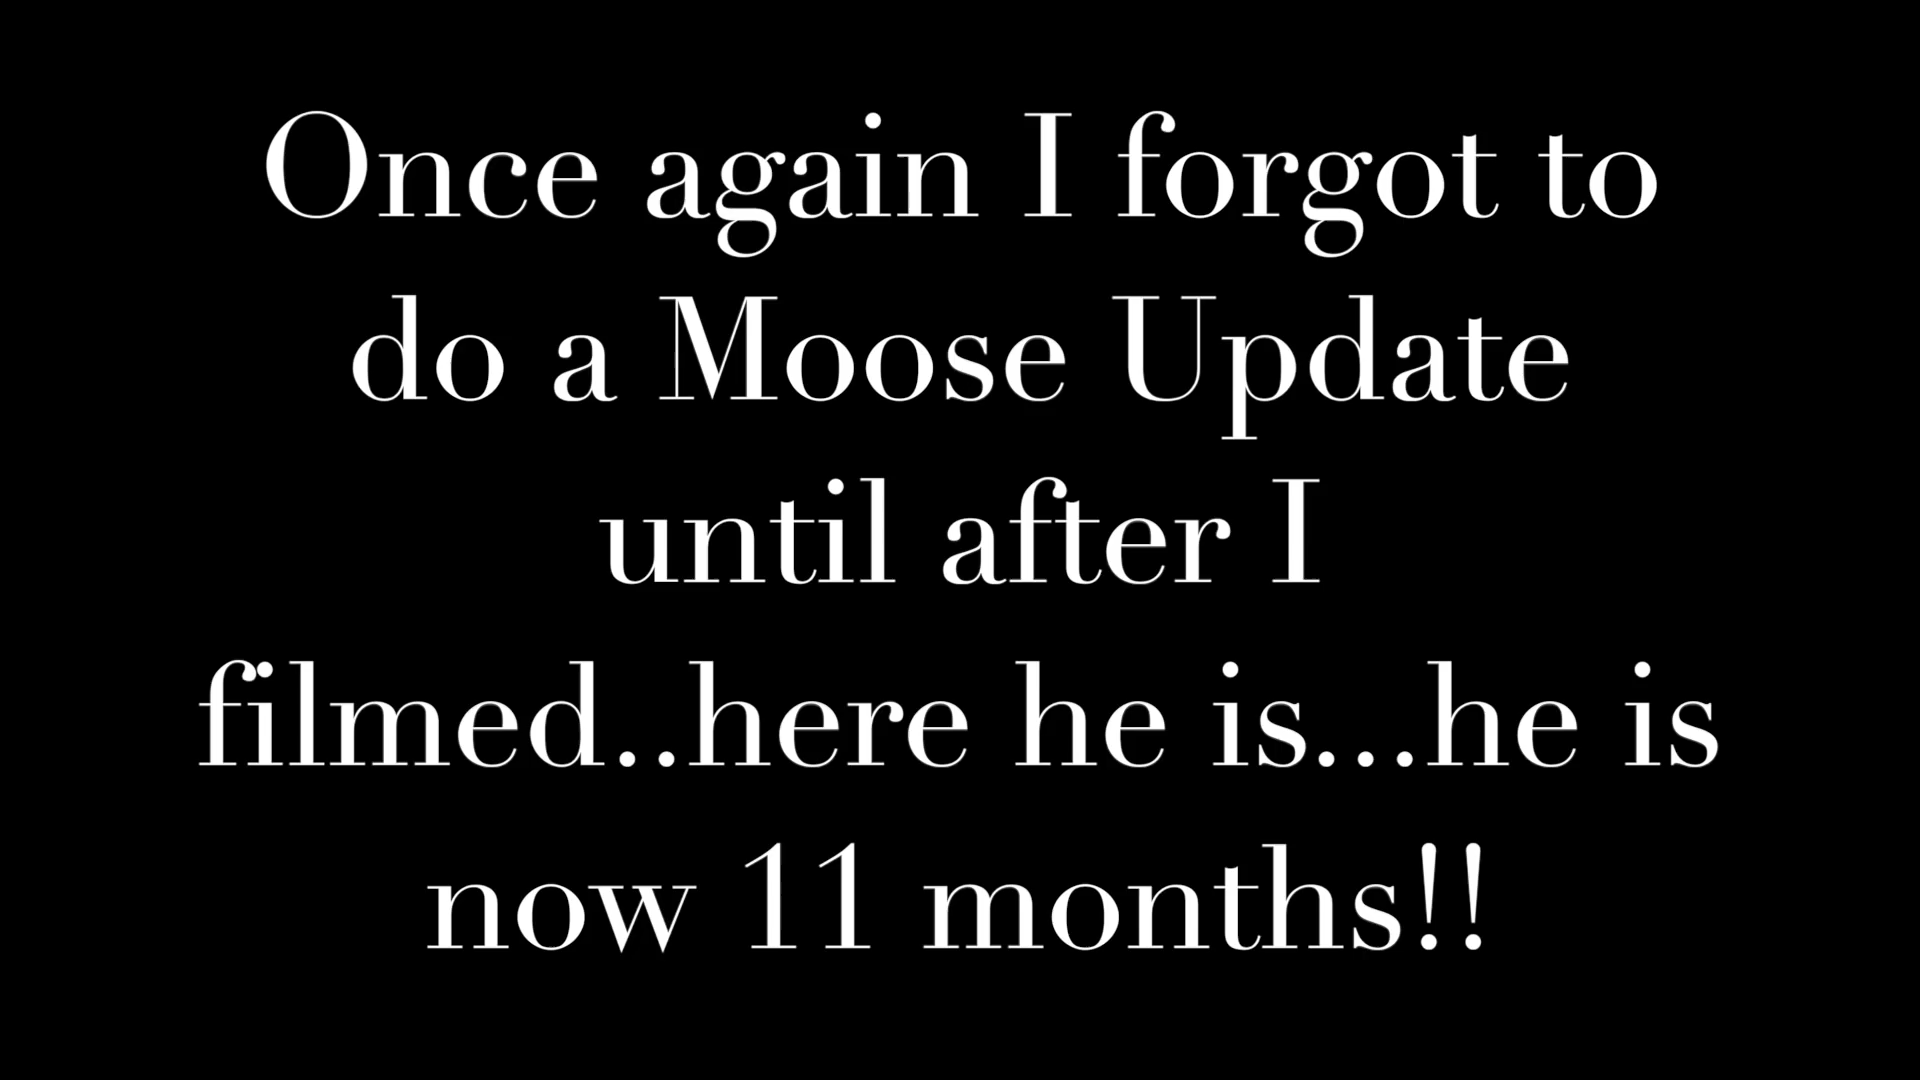 Once again I forgot to
do a Moose Update
until after I
filmed..here he is...he is
now 11 months!!